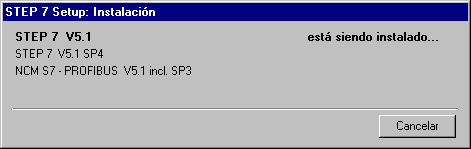 STEP 7 Setup: Instalación
STEP 7 V5.1 está siendo instalado...
STEP 7 V5.1 SP4
NCM S7 - PROFIBUS V5.1 incl. SP3
Cancelar